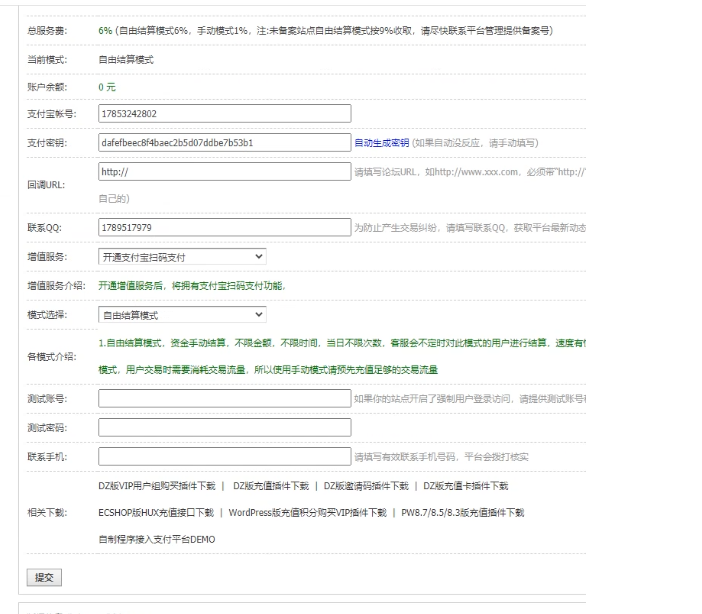 总服务费: 6% (自由结算模式6%，手动模式1%，注:未备案站点自由结算模式按9%收取，请尽快联系平台管理提供备案号)
当前模式: 自由结算模式
账户余额: 0 元
支付宝帐号: 17853242802
支付密钥: dafefbeec8f4baec2b5d07ddbe7b53b1 自动生成密钥 (如果自动没反应，请手动填写)
回调URL: http:// 请填写论坛URL，如http://www.xxx.com，必须带"http://"
自己的)
联系QQ: 1789517979 为防止产生交易纠纷，请填写联系QQ，获取平台最新动态
增值服务: 开通支付宝扫码支付
增值服务介绍: 开通增值服务后，将拥有支付宝扫码支付功能.
模式选择: 自由结算模式
各模式介绍: 1.自由结算模式，资金手动结算，不限金额，不限时间，当日不限次数，客服会不定时对此模式的用户进行结算，速度有
模式，用户交易时需要消耗交易流量，所以使用手动模式请预先充值足够的交易流量
测试账号: 如果你的站点开启了强制用户登录访问，请提供测试账号
测试密码:
联系手机: 请填写有效联系手机号码，平台会拨打核实
相关下载: DZ版VIP用户组购买插件下载 | DZ版充值插件下载 | DZ版邀请码插件下载 | DZ版充值卡插件下载
ECSHOP版HUX充值接口下载 | WordPress版充值积分购买VIP插件下载 | PW8.7/8.5/8.3版充值插件下载
自制程序接入支付平台DEMO
提交